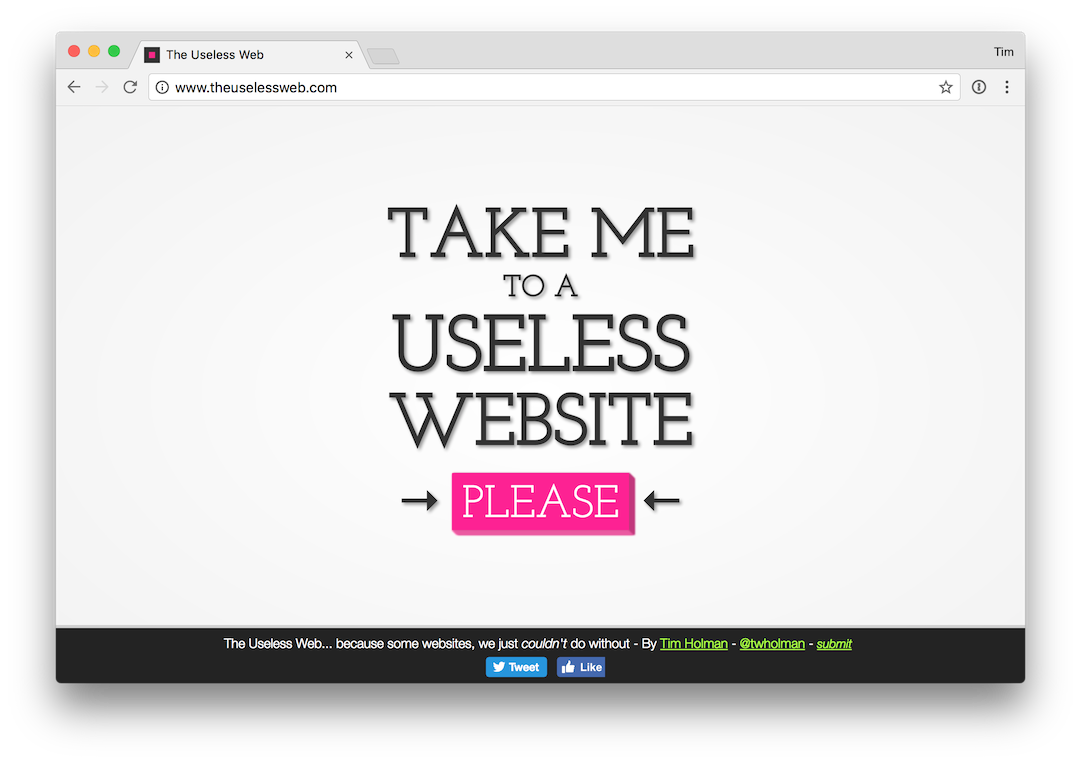 The Useless Web
Tim
www.theuselessweb.com
TAKE ME
TO A
USELESS
WEBSITE
PLEASE
The Useless Web... because some websites, we just couldn't do without - By Tim Holman - @twholman - submit
Tweet
Like